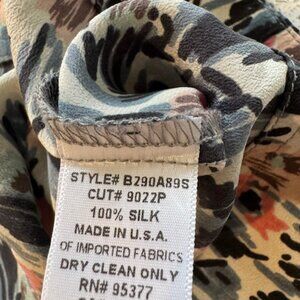 STYLE# B290A89S
CUT# 9022P
100% SILK
MADE IN U.S.A.
OF IMPORTED FABRICS
DRY CLEAN ONLY
RN# 95377